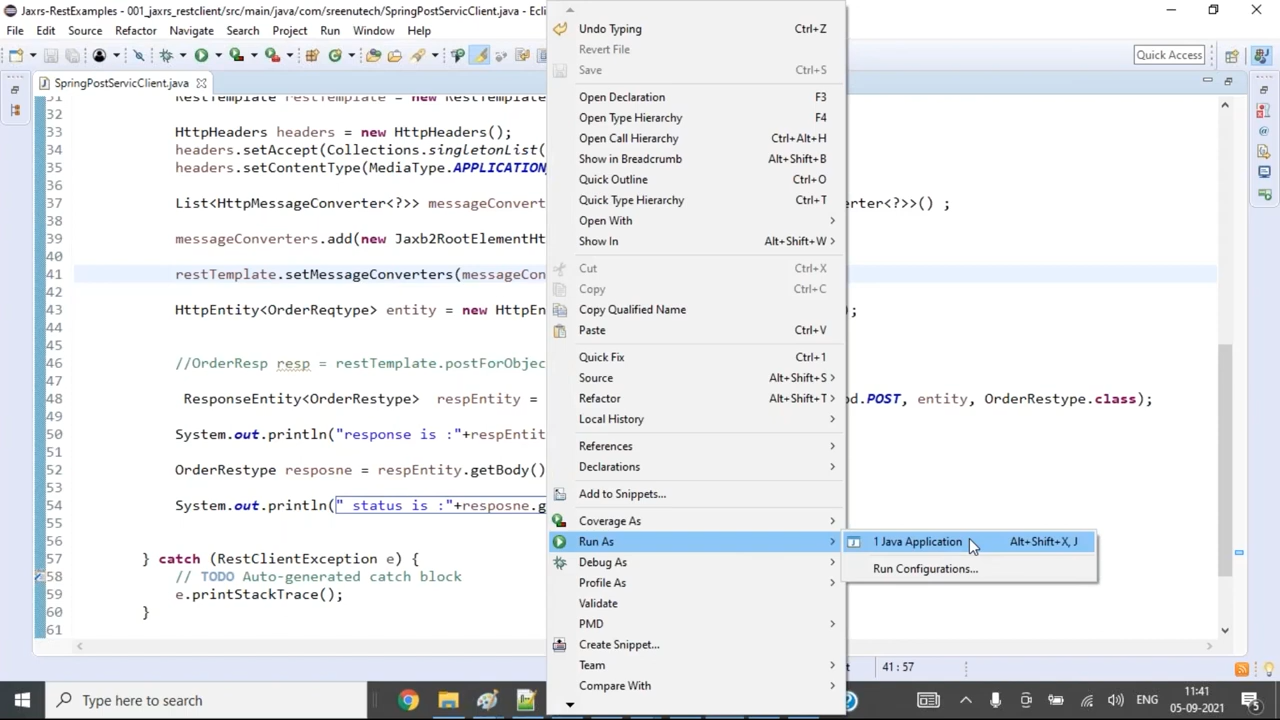 Jaxrs-RestExamples - 001_jaxrs_restclient/src/main/java/com/sreenutech/SpringPostServicClient.java - Ecli
File Edit Source Refactor Navigate Search Project Run Window Help
Quick Access
SpringPostServicClient.java
31 RestTemplate restTemplate = new RestTemp
32
33 HttpHeaders headers = new HttpHeaders();
34 headers.setAccept(Collections.singletonList(
35 headers.setContentType(MediaType.APPLICATION
36
37 List<HttpMessageConverter<?>> messageConvert erter<?>>() ;
38
39 messageConverters.add(new Jaxb2RootElementHt
40
41 restTemplate.setMessageConverters(messageCon
42
43 HttpEntity<OrderReqtype> entity = new HttpEn );
44
45
46 //OrderResp resp = restTemplate.postForObjec
47
48 ResponseEntity<OrderRestype> respEntity = od.POST, entity, OrderRestype.class);
49
50 System.out.println("response is :"+respEntit
51
52 OrderRestype resposne = respEntity.getBody()
53
54 System.out.println(" status is :"+resposne.g
55
56
57 } catch (RestClientException e) {
58 // TODO Auto-generated catch block
59 e.printStackTrace();
60 }
61
Undo Typing Ctrl+Z
Revert File
Save Ctrl+S
Open Declaration F3
Open Type Hierarchy F4
Open Call Hierarchy Ctrl+Alt+H
Show in Breadcrumb Alt+Shift+B
Quick Outline Ctrl+O
Quick Type Hierarchy Ctrl+T
Open With
Show In Alt+Shift+W
Cut Ctrl+X
Copy Ctrl+C
Copy Qualified Name
Paste Ctrl+V
Quick Fix Ctrl+1
Source Alt+Shift+S
Refactor Alt+Shift+T
Local History
References
Declarations
Add to Snippets...
Coverage As
Run As
Debug As
Profile As
Validate
PMD
Create Snippet...
Team
Compare With
1 Java Application Alt+Shift+X, J
Run Configurations...
41 : 57
Type here to search
ENG
11:41
05-09-2021
5